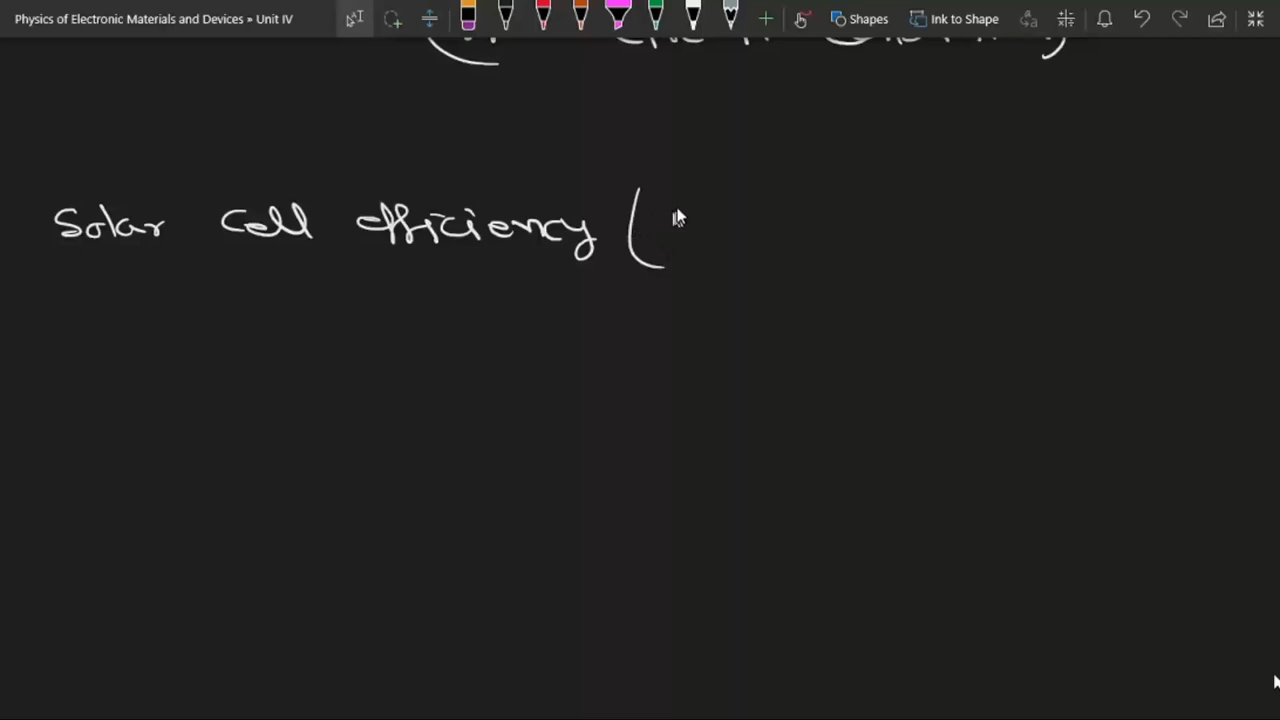 Physics of Electronic Materials and Devices » Unit IV
Shapes
Ink to Shape
Solar Cell efficiency (